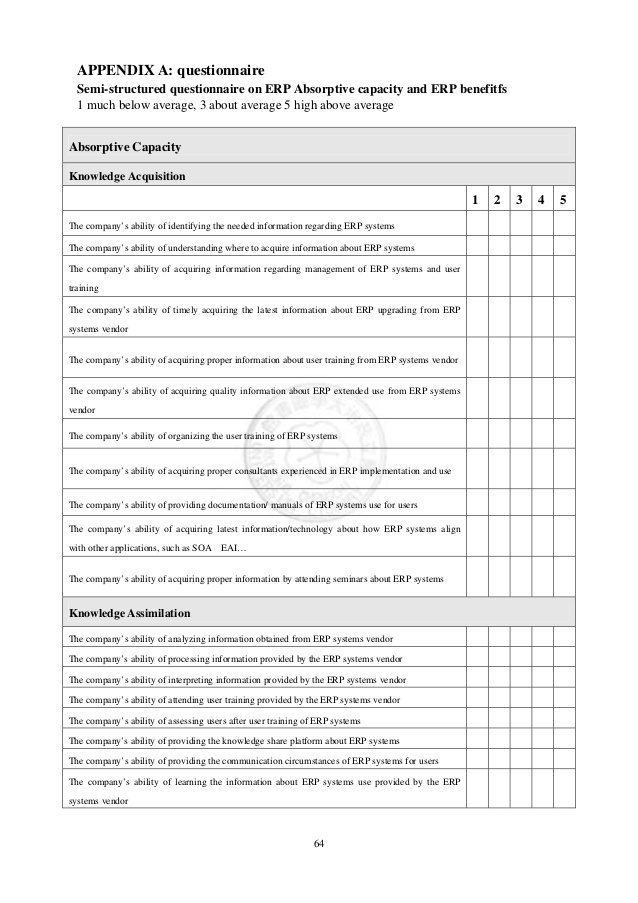 APPENDIX A: questionnaire
Semi-structured questionnaire on ERP Absorptive capacity and ERP benefitfs
1 much below average, 3 about average 5 high above average
Absorptive Capacity
Knowledge Acquisition
1 2 3 4 5
The company's ability of identifying the needed information regarding ERP systems
The company's ability of understanding where to acquire information about ERP systems
The company's ability of acquiring information regarding management of ERP systems and user
training
The company's ability of timely acquiring the latest information about ERP upgrading from ERP
systems vendor
The company's ability of acquiring proper information about user training from ERP systems vendor
The company's ability of acquiring quality information about ERP extended use from ERP systems
vendor
The company's ability of organizing the user training of ERP systems
The company's ability of acquiring proper consultants experienced in ERP implementation and use
The company's ability of providing documentation/ manuals of ERP systems use for users
The company's ability of acquiring latest information/technology about how ERP systems align
with other applications, such as SOA EAI…
The company's ability of acquiring proper information by attending seminars about ERP systems
Knowledge Assimilation
The company's ability of analyzing information obtained from ERP systems vendor
The company's ability of processing information provided by the ERP systems vendor
The company's ability of interpreting information provided by the ERP systems vendor
The company's ability of attending user training provided by the ERP systems vendor
The company's ability of assessing users after user training of ERP systems
The company's ability of providing the knowledge share platform about ERP systems
The company's ability of providing the communication circumstances of ERP systems for users
The company's ability of learning the information about ERP systems use provided by the ERP
systems vendor
64